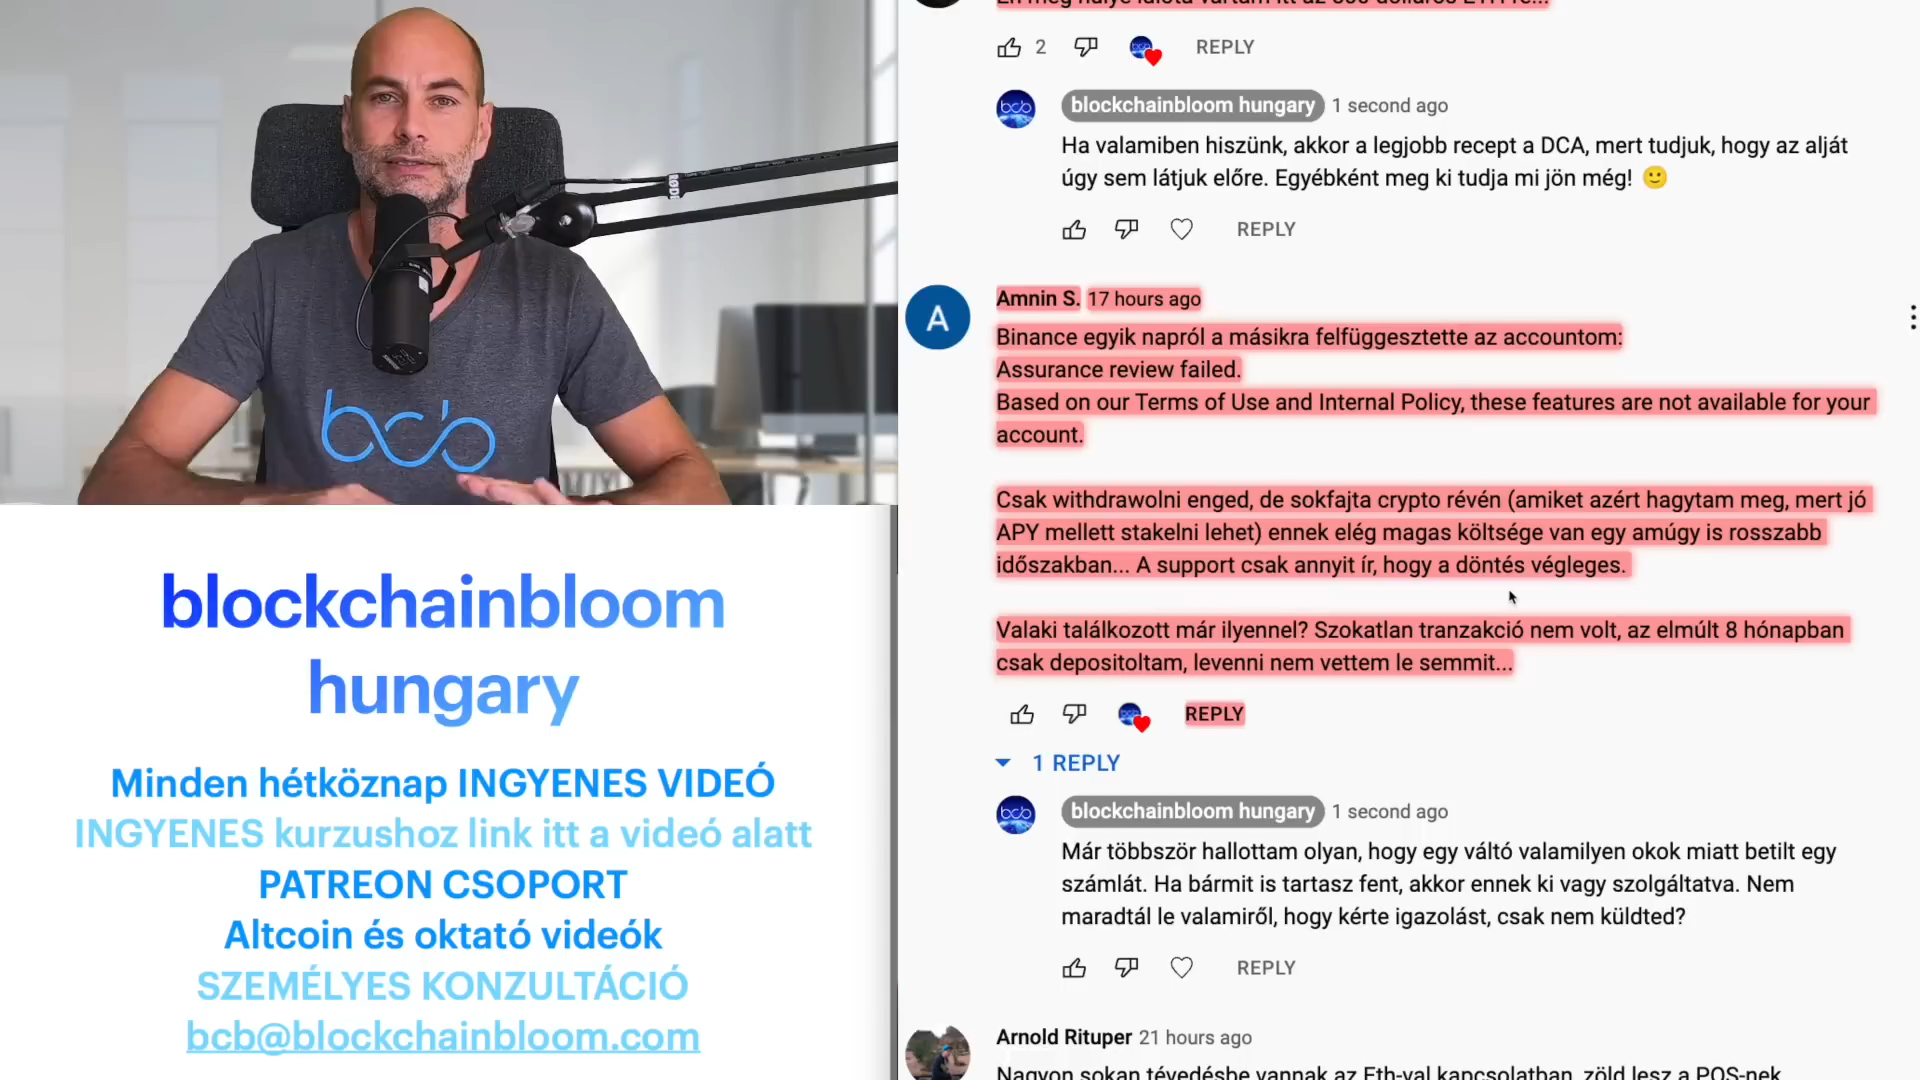 RØDE
bcb
blockchainbloom
hungary
Minden hétköznap INGYENES VIDEÓ
INGYENES kurzushoz link itt a videó alatt
PATREON CSOPORT
Altcoin és oktató videók
SZEMÉLYES KONZULTÁCIÓ
bcb@blockchainbloom.com
2
REPLY
bcb
blockchainbloom hungary 1 second ago
Ha valamiben hiszünk, akkor a legjobb recept a DCA, mert tudjuk, hogy az alját
úgy sem látjuk előre. Egyébként meg ki tudja mi jön még!
REPLY
A
Amnin S. 17 hours ago
Binance egyik napról a másikra felfüggesztette az accountom:
Assurance review failed.
Based on our Terms of Use and Internal Policy, these features are not available for your
account.
Csak withdrawolni enged, de sokfajta crypto révén (amiket azért hagytam meg, mert jó
APY mellett stakelni lehet) ennek elég magas költsége van egy amúgy is rosszabb
időszakban... A support csak annyit ír, hogy a döntés végleges.
Valaki találkozott már ilyennel? Szokatlan tranzakció nem volt, az elmúlt 8 hónapban
csak depositoltam, levenni nem vettem le semmit...
REPLY
1 REPLY
bcb
blockchainbloom hungary 1 second ago
Már többször hallottam olyan, hogy egy váltó valamilyen okok miatt betilt egy
számlát. Ha bármit is tartasz fent, akkor ennek ki vagy szolgáltatva. Nem
maradtál le valamiről, hogy kérte igazolást, csak nem küldted?
REPLY
Arnold Rituper 21 hours ago
Nagyon sokan tévedésbe vannak az Eth-val kapcsolatban, zöld lesz a POS-nek